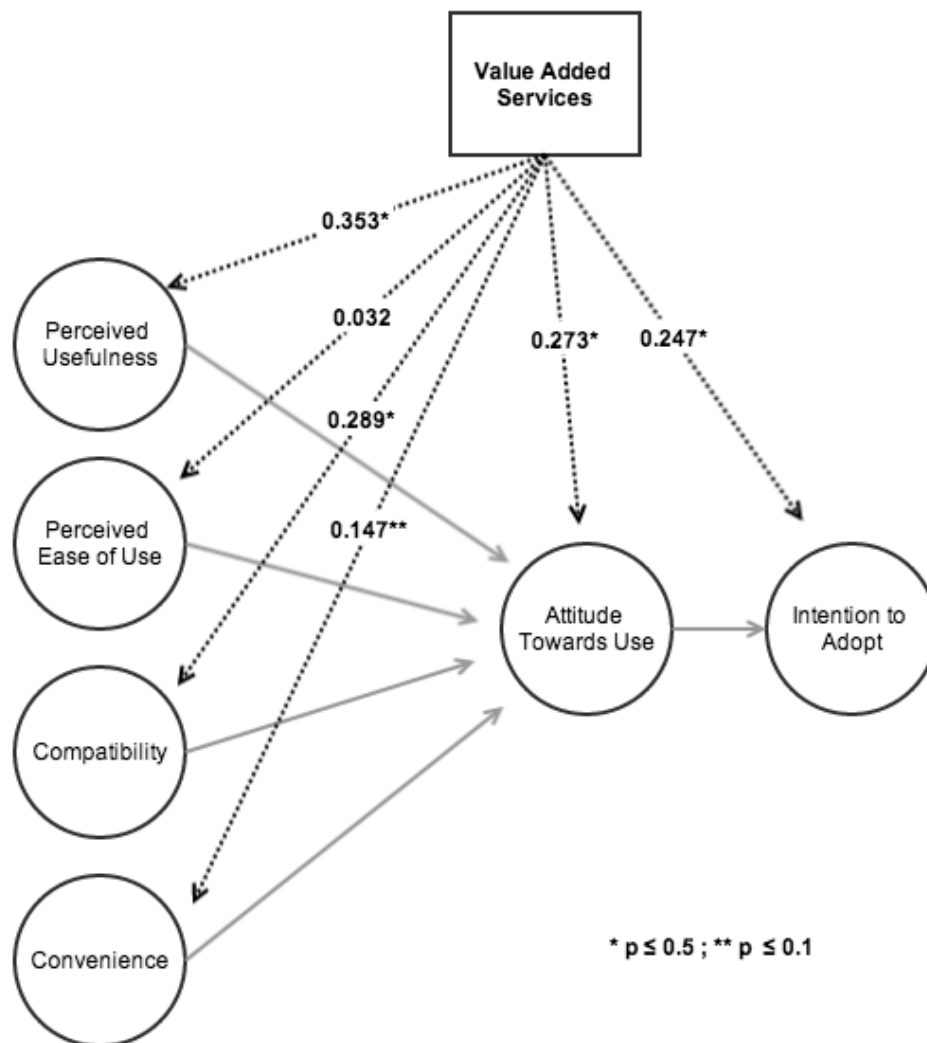 Value Added
Services
0.353*
0.032
0.273*
0.247*
0.289*
0.147**
Perceived
Usefulness
Perceived
Ease of Use
Attitude
Towards Use
Intention to
Adopt
Compatibility
Convenience
* p ≤ 0.5 ; ** p ≤ 0.1